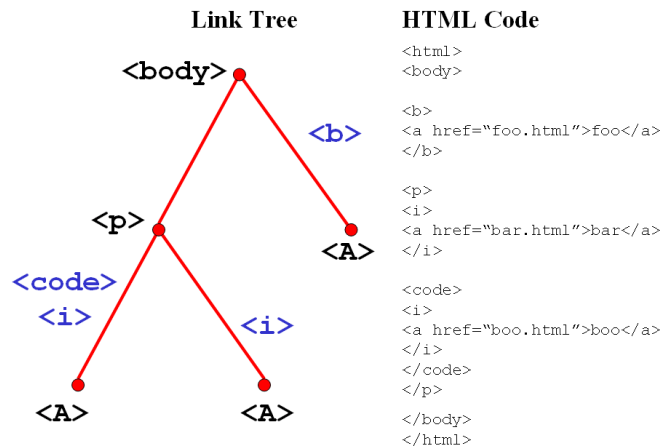 Link Tree
<body>
<b>
<p>
<A>
<code>
<i>
<i>
<A>
<A>
HTML Code
<html>
<body>
<b>
<a href=“foo.html”>foo</a>
</b>
<p>
<i>
<a href=“bar.html”>bar</a>
</i>
<code>
<i>
<a href=“boo.html”>boo</a>
</i>
</code>
</p>
</body>
</html>